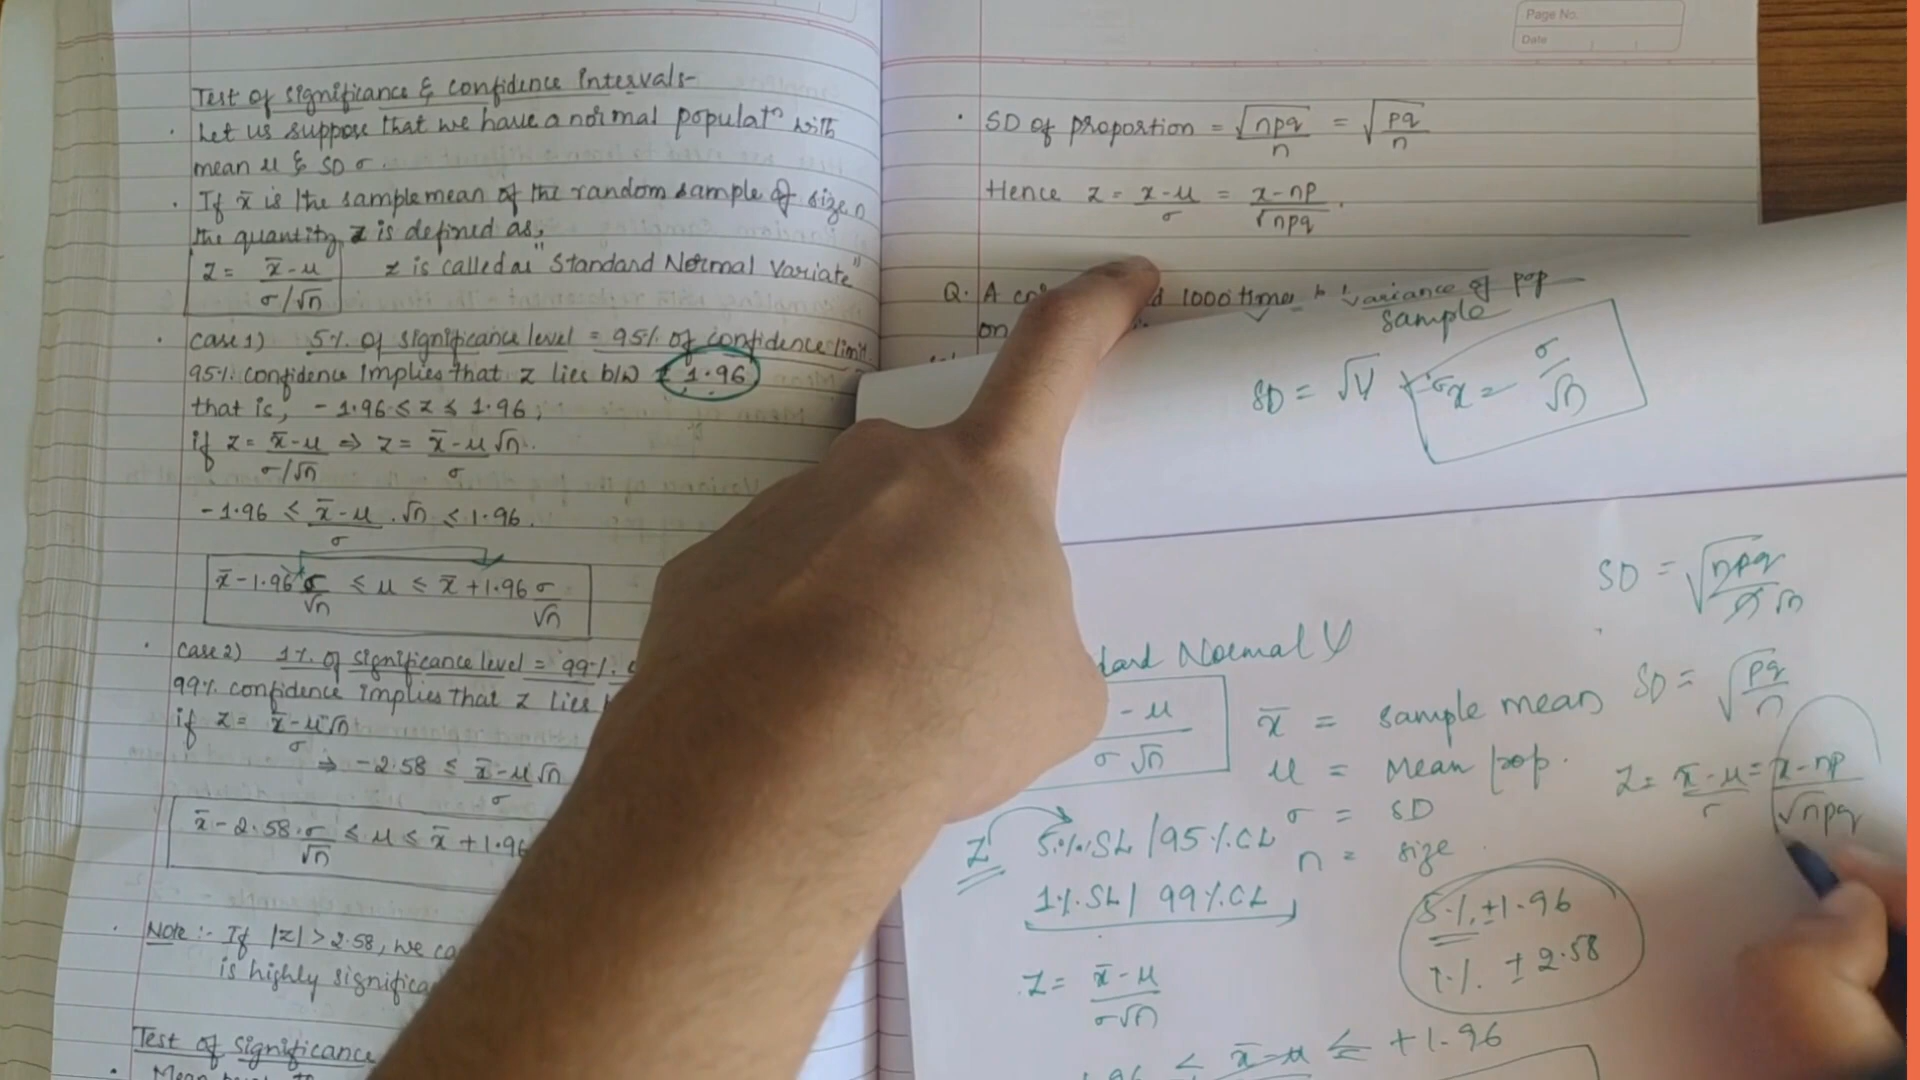 Test of significance & confidence Intervals-
. Let us suppose that we have a normal populatⁿ with
mean μ & SD σ.
. If x̄ is the sample mean of the random sample of size n
the quantity z is defined as,
z = x̄-μ / σ/√n z is called as "Standard Normal Variate"
. case 1) 5% of significance level = 95% of confidence limit
95% confidence implies that z lies b/w ± 1.96
that is, -1.96 ≤ z ≤ 1.96,
if z = x̄-μ / σ/√n ⇒ z = x̄-μ √n / σ
-1.96 ≤ x̄-μ / σ . √n ≤ 1.96.
x̄-1.96 σ/√n ≤ μ ≤ x̄+1.96 σ/√n
. case 2) 1% of significance level = 99%
99% confidence implies that z lies
if z = x̄-μ √n / σ
⇒ -2.58 ≤ x̄-μ √n / σ
x̄-2.58.σ/√n ≤ μ ≤ x̄+1.96
. Note:- If |z| > 2.58, we
is highly
Test of significance
Page No.
Date
. SD of proportion = √npq / n = √pq/n
Hence z = x-μ / σ = x-np / √npq.
Q. A 1000 times
on
variance of pop
sample
SD = √V σx = σ/√n
SD = √npq / n √n
Normal V
SD = √pq/n
-μ / σ√n
x̄ = sample mean
μ = Mean pop.
σ = SD
n = size
z = x-μ / σ = x-np / √npq
Z 5% SL / 95% CL
1% SL / 99% CL
5% ±1.96
1% ±2.58
z = x̄-μ / σ√n
≤ x̄-μ ≤ +1.96